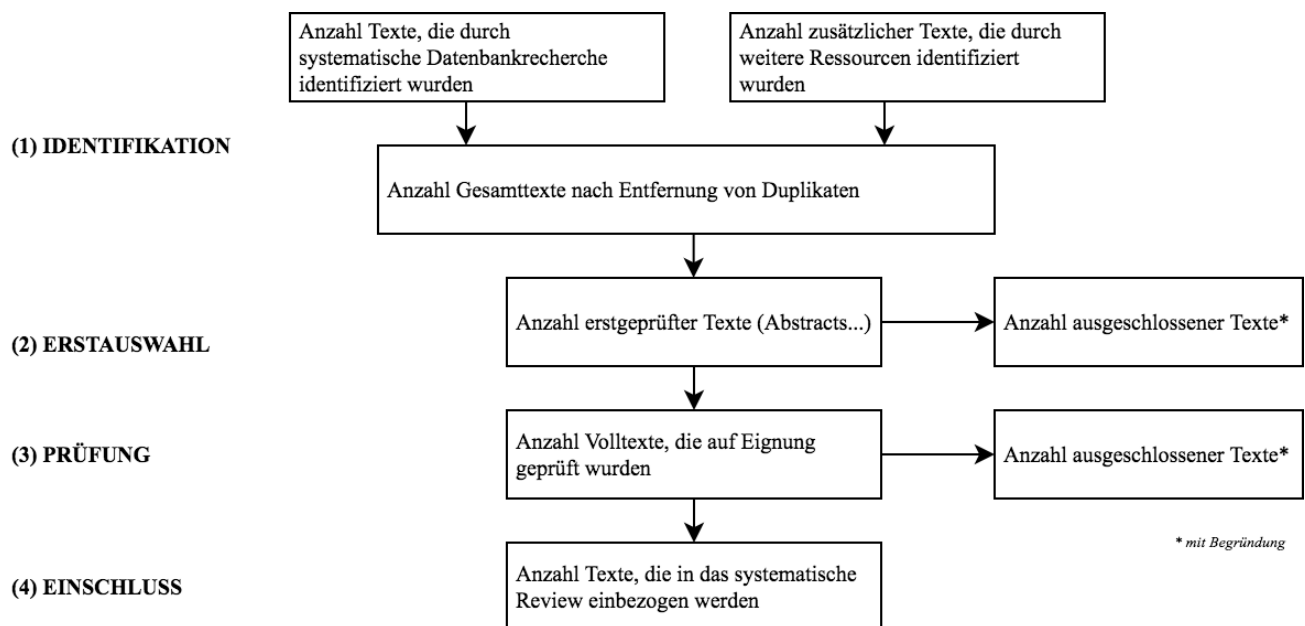 Anzahl Texte, die durch
systematische Datenbankrecherche
identifiziert wurden
Anzahl zusätzlicher Texte, die durch
weitere Ressourcen identifiziert
wurden
(1) IDENTIFIKATION
Anzahl Gesamttexte nach Entfernung von Duplikaten
(2) ERSTAUSWAHL
Anzahl erstgeprüfter Texte (Abstracts...)
Anzahl ausgeschlossener Texte*
(3) PRÜFUNG
Anzahl Volltexte, die auf Eignung
geprüft wurden
Anzahl ausgeschlossener Texte*
* mit Begründung
(4) EINSCHLUSS
Anzahl Texte, die in das systematische
Review einbezogen werden